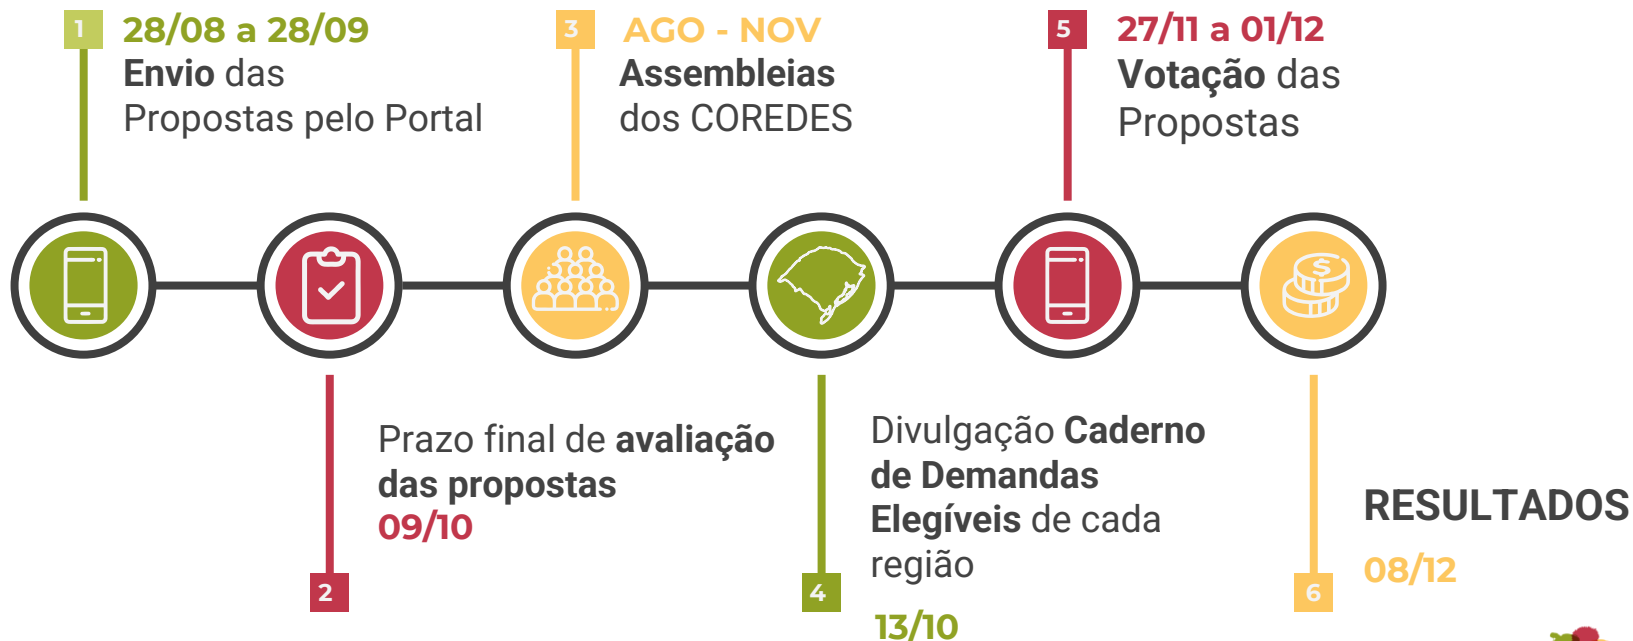 1
28/08 a 28/09
Envio das
Propostas pelo Portal
2
Prazo final de avaliação
das propostas
09/10
3
AGO - NOV
Assembleias
dos COREDES
4
Divulgação Caderno
de Demandas
Elegíveis de cada
região
13/10
5
27/11 a 01/12
Votação das
Propostas
6
RESULTADOS
08/12
$